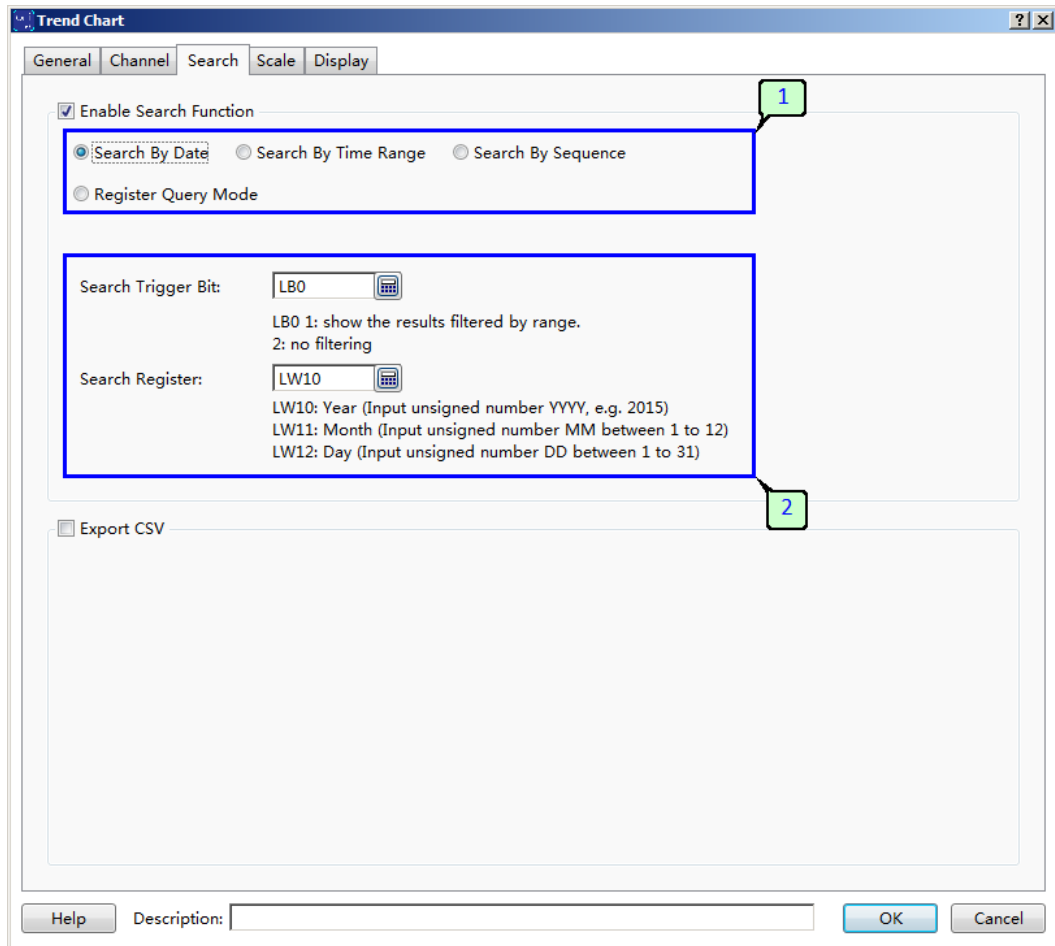 Trend Chart
General Channel Search Scale Display
1
Enable Search Function
Search By Date Search By Time Range Search By Sequence
Register Query Mode
Search Trigger Bit: LB0
LB0 1: show the results filtered by range.
2: no filtering
Search Register: LW10
LW10: Year (Input unsigned number YYYY, e.g. 2015)
LW11: Month (Input unsigned number MM between 1 to 12)
LW12: Day (Input unsigned number DD between 1 to 31)
2
Export CSV
Help Description: OK Cancel